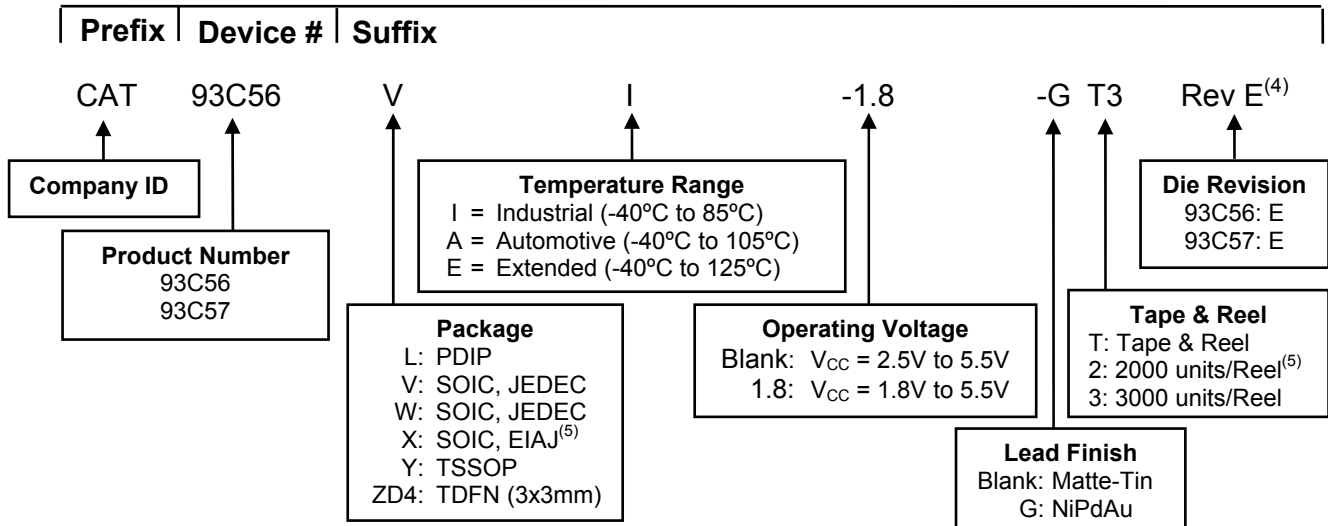 Prefix Device # Suffix
CAT 93C56 V I -1.8 -G T3 Rev E(4)
Company ID
Product Number
93C56
93C57
Temperature Range
I = Industrial (-40ºC to 85ºC)
A = Automotive (-40ºC to 105ºC)
E = Extended (-40ºC to 125ºC)
Die Revision
93C56: E
93C57: E
Package
L: PDIP
V: SOIC, JEDEC
W: SOIC, JEDEC
X: SOIC, EIAJ(5)
Y: TSSOP
ZD4: TDFN (3x3mm)
Operating Voltage
Blank: VCC = 2.5V to 5.5V
1.8: VCC = 1.8V to 5.5V
Tape & Reel
T: Tape & Reel
2: 2000 units/Reel(5)
3: 3000 units/Reel
Lead Finish
Blank: Matte-Tin
G: NiPdAu